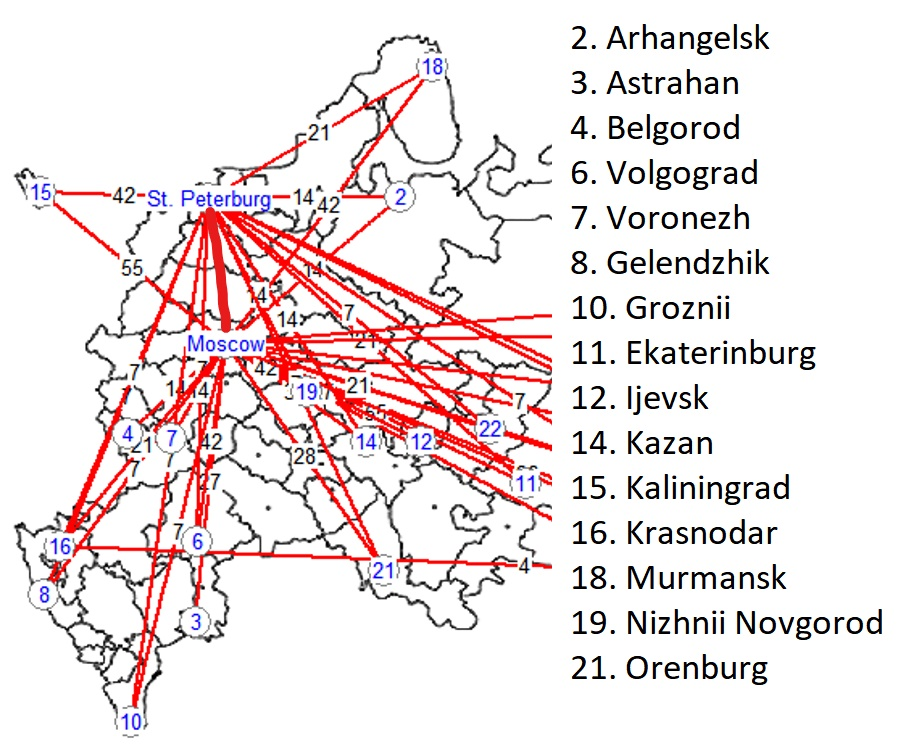 18
21
15
42
St. Peterburg
14
42
2
55
14
14
7
14
21
Moscow
42
7
14
14
19
21
55
7
4
7
21
42
14
12
22
7
27
28
11
16
7
6
21
4
8
3
10
2. Arhangelsk
3. Astrahan
4. Belgorod
6. Volgograd
7. Voronezh
8. Gelendzhik
10. Groznii
11. Ekaterinburg
12. Ijevsk
14. Kazan
15. Kaliningrad
16. Krasnodar
18. Murmansk
19. Nizhnii Novgorod
21. Orenburg